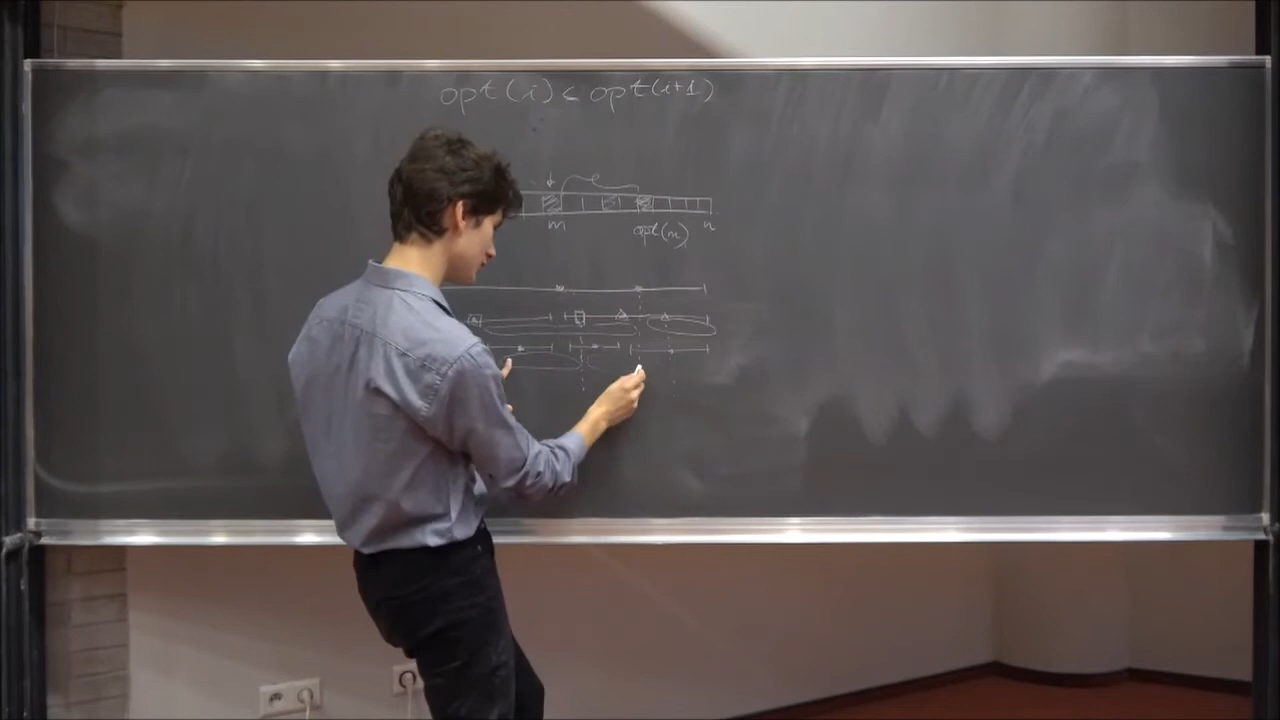 opt(i) ≤ opt(i+1)
e
m opt(m) n